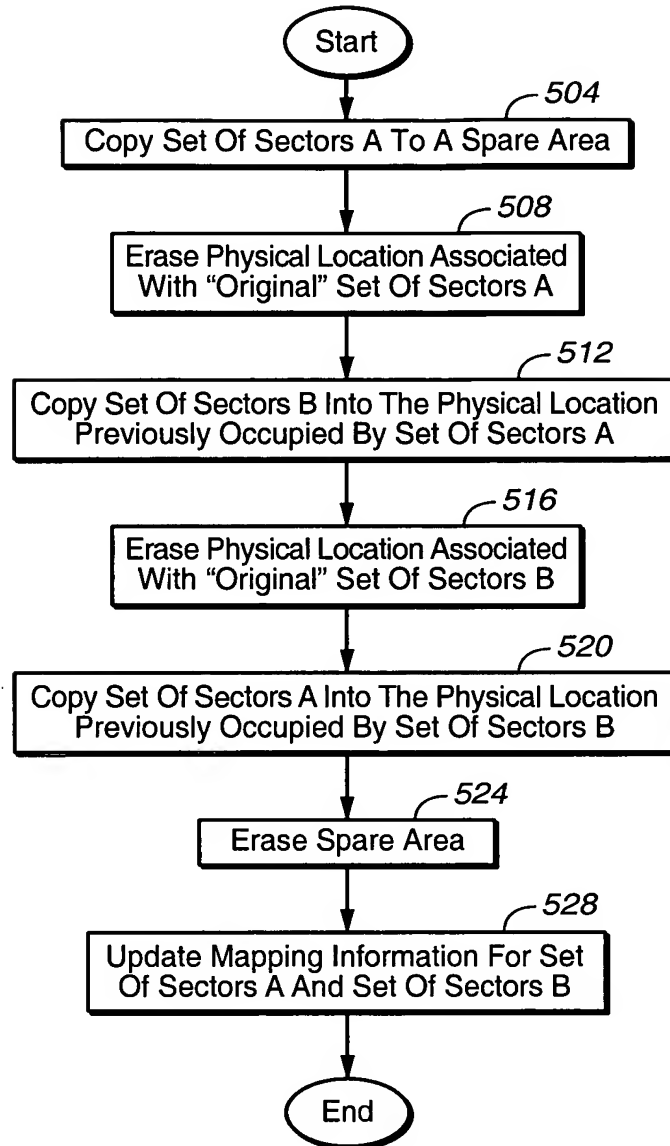 Start
504
Copy Set Of Sectors A To A Spare Area
508
Erase Physical Location Associated
With “Original” Set Of Sectors A
512
Copy Set Of Sectors B Into The Physical Location
Previously Occupied By Set Of Sectors A
516
Erase Physical Location Associated
With “Original” Set Of Sectors B
520
Copy Set Of Sectors A Into The Physical Location
Previously Occupied By Set Of Sectors B
524
Erase Spare Area
528
Update Mapping Information For Set
Of Sectors A And Set Of Sectors B
End